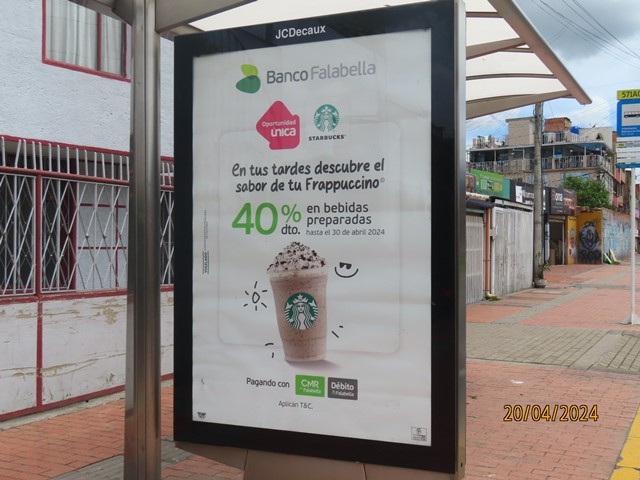 JCDecaux
Banco Falabella
Oportunidad
única
STARBUCKS®
En tus tardes descubre el
sabor de tu Frappuccino®
40%
dto.
en bebidas
preparadas
hasta el 30 de abril 2024
Pagando con
CMR
Falabella
Débito
Falabella
Aplican T&C.
20/04/2024